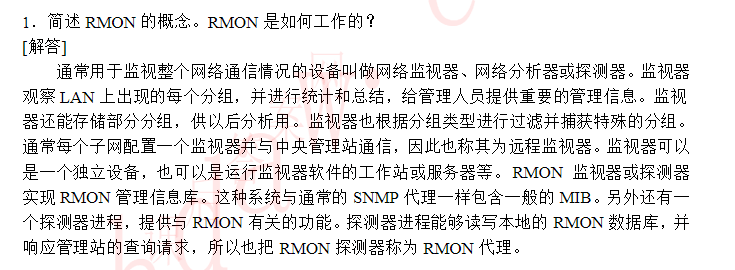 1．简述 RMON 的概念。RMON 是如何工作的？
[解答]
通常用于监视整个网络通信情况的设备叫做网络监视器、网络分析器或探测器。监视器
观察 LAN 上出现的每个分组，并进行统计和总结，给管理人员提供重要的管理信息。监视
器还能存储部分分组，供以后分析用。监视器也根据分组类型进行过滤并捕获特殊的分组。
通常每个子网配置一个监视器并与中央管理站通信，因此也称其为远程监视器。监视器可以
是一个独立设备，也可以是运行监视器软件的工作站或服务器等。RMON 监视器或探测器
实现 RMON 管理信息库。这种系统与通常的 SNMP 代理一样包含一般的 MIB。另外还有一
个探测器进程，提供与 RMON 有关的功能。探测器进程能够读写本地的 RMON 数据库，并
响应管理站的查询请求，所以也把 RMON 探测器称为 RMON 代理。